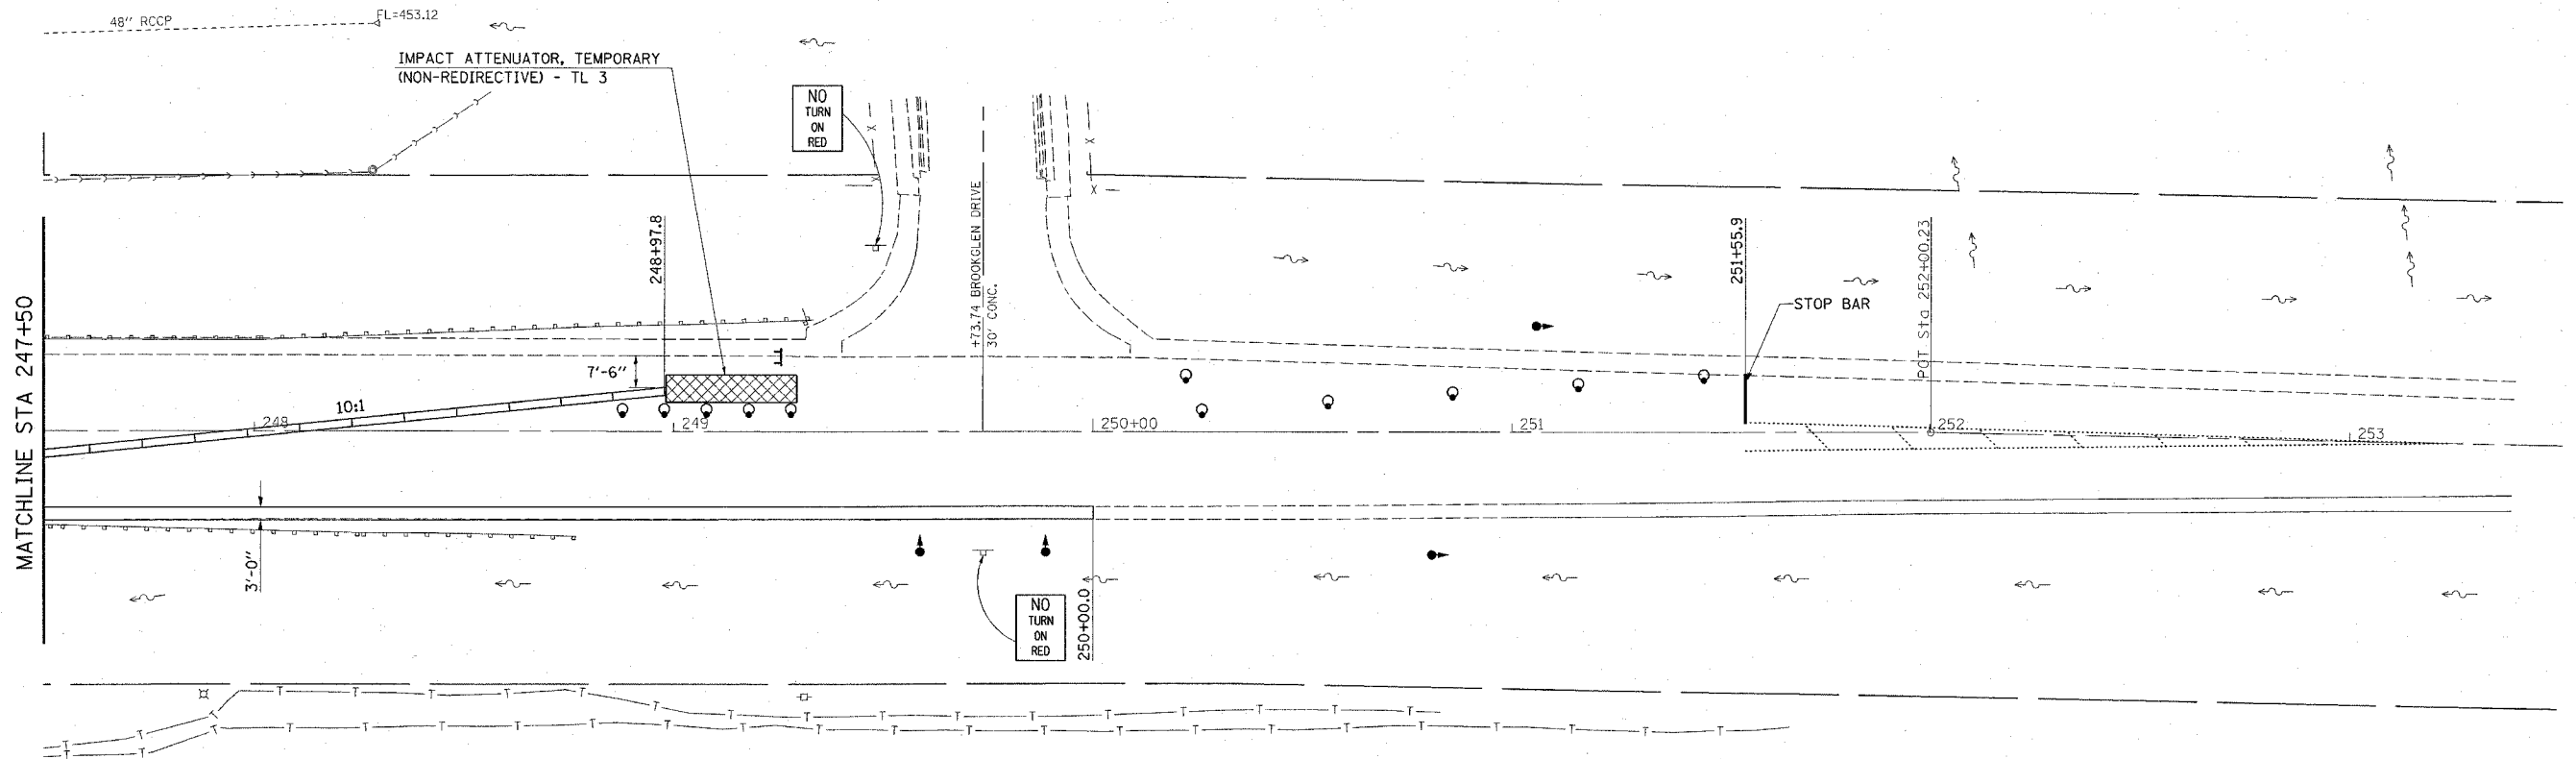 48" RCCP
FL=453.12
IMPACT ATTENUATOR, TEMPORARY
(NON-REDIRECTIVE) - TL 3
NO
TURN
ON
RED
MATCHLINE STA 247+50
248+97.8
+73.74 BROOKGLEN DRIVE
30' CONC.
251+55.9
POT Sta 252+00.23
STOP BAR
7'-6"
10:1
248
249
250+00
251
252
253
3'-0"
NO
TURN
ON
RED
250+00.0